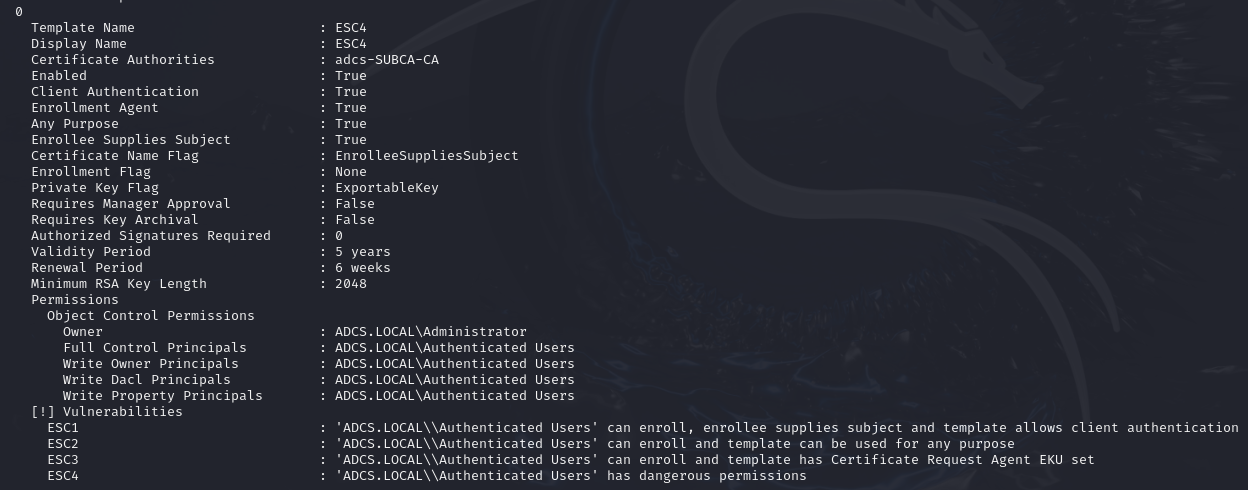 0
Template Name : ESC4
Display Name : ESC4
Certificate Authorities : adcs-SUBCA-CA
Enabled : True
Client Authentication : True
Enrollment Agent : True
Any Purpose : True
Enrollee Supplies Subject : True
Certificate Name Flag : EnrolleeSuppliesSubject
Enrollment Flag : None
Private Key Flag : ExportableKey
Requires Manager Approval : False
Requires Key Archival : False
Authorized Signatures Required : 0
Validity Period : 5 years
Renewal Period : 6 weeks
Minimum RSA Key Length : 2048
Permissions
Object Control Permissions
Owner : ADCS.LOCAL\Administrator
Full Control Principals : ADCS.LOCAL\Authenticated Users
Write Owner Principals : ADCS.LOCAL\Authenticated Users
Write Dacl Principals : ADCS.LOCAL\Authenticated Users
Write Property Principals : ADCS.LOCAL\Authenticated Users
[!] Vulnerabilities
ESC1 : 'ADCS.LOCAL\\Authenticated Users' can enroll, enrollee supplies subject and template allows client authentication
ESC2 : 'ADCS.LOCAL\\Authenticated Users' can enroll and template can be used for any purpose
ESC3 : 'ADCS.LOCAL\\Authenticated Users' can enroll and template has Certificate Request Agent EKU set
ESC4 : 'ADCS.LOCAL\\Authenticated Users' has dangerous permissions